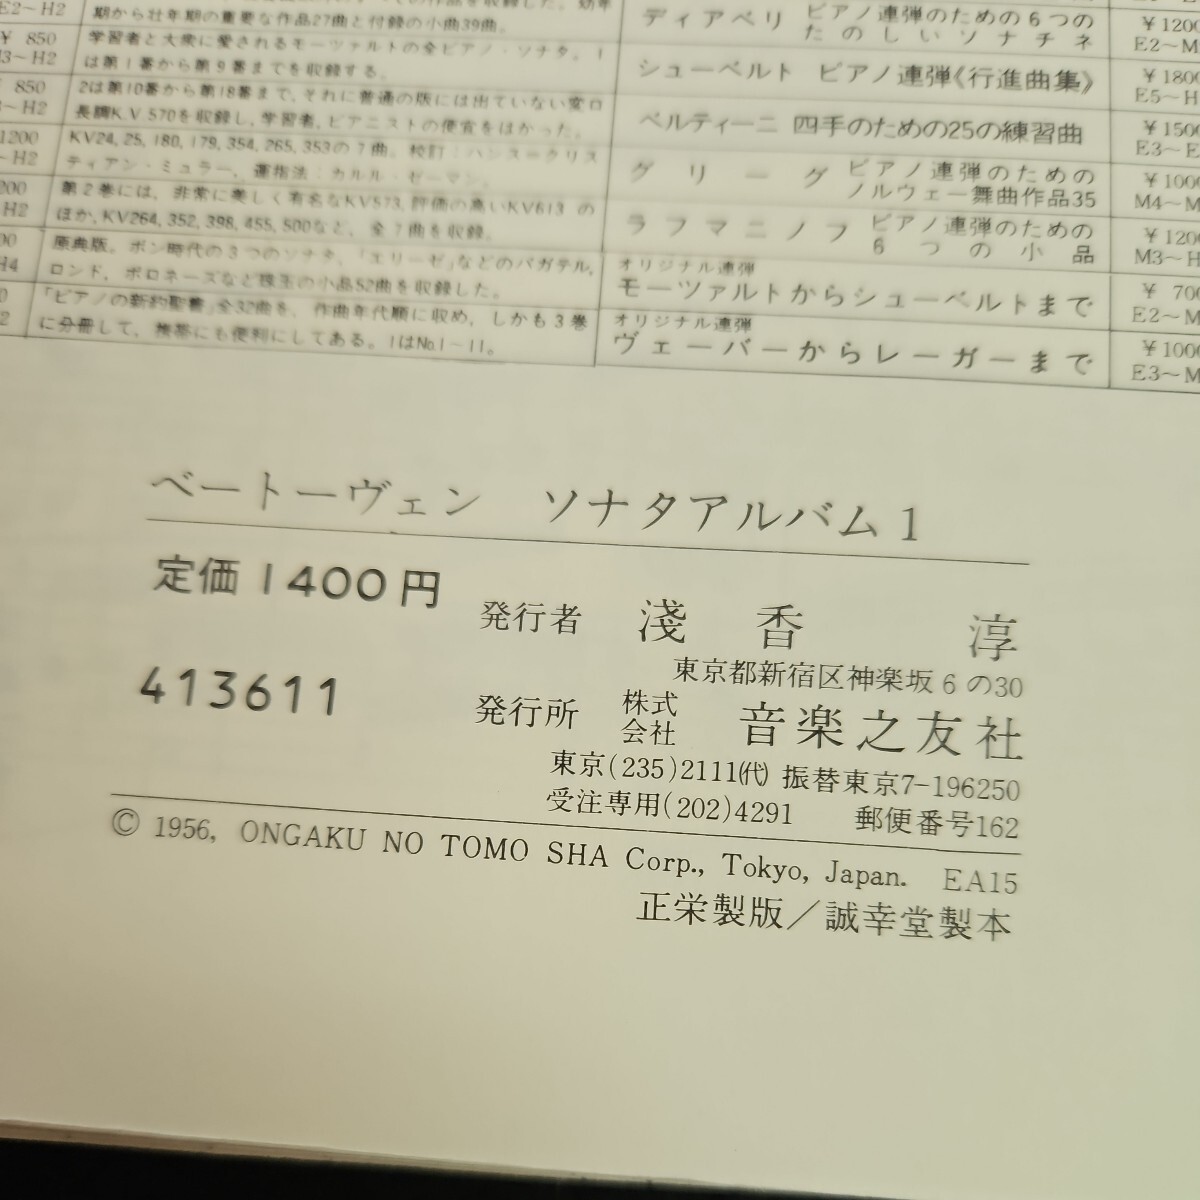 E2～H2
期から壮年期の重要な作品27曲と付録の小曲39曲。
¥ 850
学習者と大衆に愛されるモーツァルトの全ピアノ・ソナタ。1
は第1番から第9番までを収録する。
850
2は第10番から第18番まで、それに普通の版には出ていない変ロ
長調K.V.570を収録し、学習者、ピアニストの便宜をはかった。
1200
KV24, 25, 180, 179, 354, 265, 353の7曲。校訂：ハンス＝クリス
ティアン・ミュラー、運指法：カルル・ゼーマン。
第2巻には、非常に美しく有名なKV573,評価の高いKV613 の
ほか, KV264, 352, 398, 455, 500など、全7曲を収録。
原典版。ボン時代の3つのソナタ、「エリーゼ」などのバガテル,
ロンド、ポロネーズなど珠玉の小品52曲を収録した。
「ピアノの新約聖書」全32曲を、作曲年代順に収め、しかも3巻
に分冊して、携帯にも便利にしてある。1はNo.1－11。
ディアベリ ピアノ連弾のための6つの
たのしいソナチネ
¥1200
E2～M
シューベルト ピアノ連弾《行進曲集》
¥1800
E5～H
ベルティーニ 四手のための25の練習曲
¥1500
E3～E
グリーグ ピアノ連弾のための
ノルウェー舞曲作品35
¥1000
M4～M
ラフマニノフ ピアノ連弾のための
6つの小品
¥1200
M3～H
オリジナル連弾
モーツァルトからシューベルトまで
¥ 700
E2～M
オリジナル連弾
ヴェーバーからレーガーまで
¥1000
E3～M
ベートーヴェン ソナタアルバム1
定価1400円
発行者 淺香 淳
東京都新宿区神楽坂6の30
413611
発行所 株式会社 音楽之友社
東京(235)2111㈹ 振替東京7-196250
受注専用(202)4291 郵便番号162
© 1956, ONGAKU NO TOMO SHA Corp., Tokyo, Japan. EA15
正栄製版／誠幸堂製本